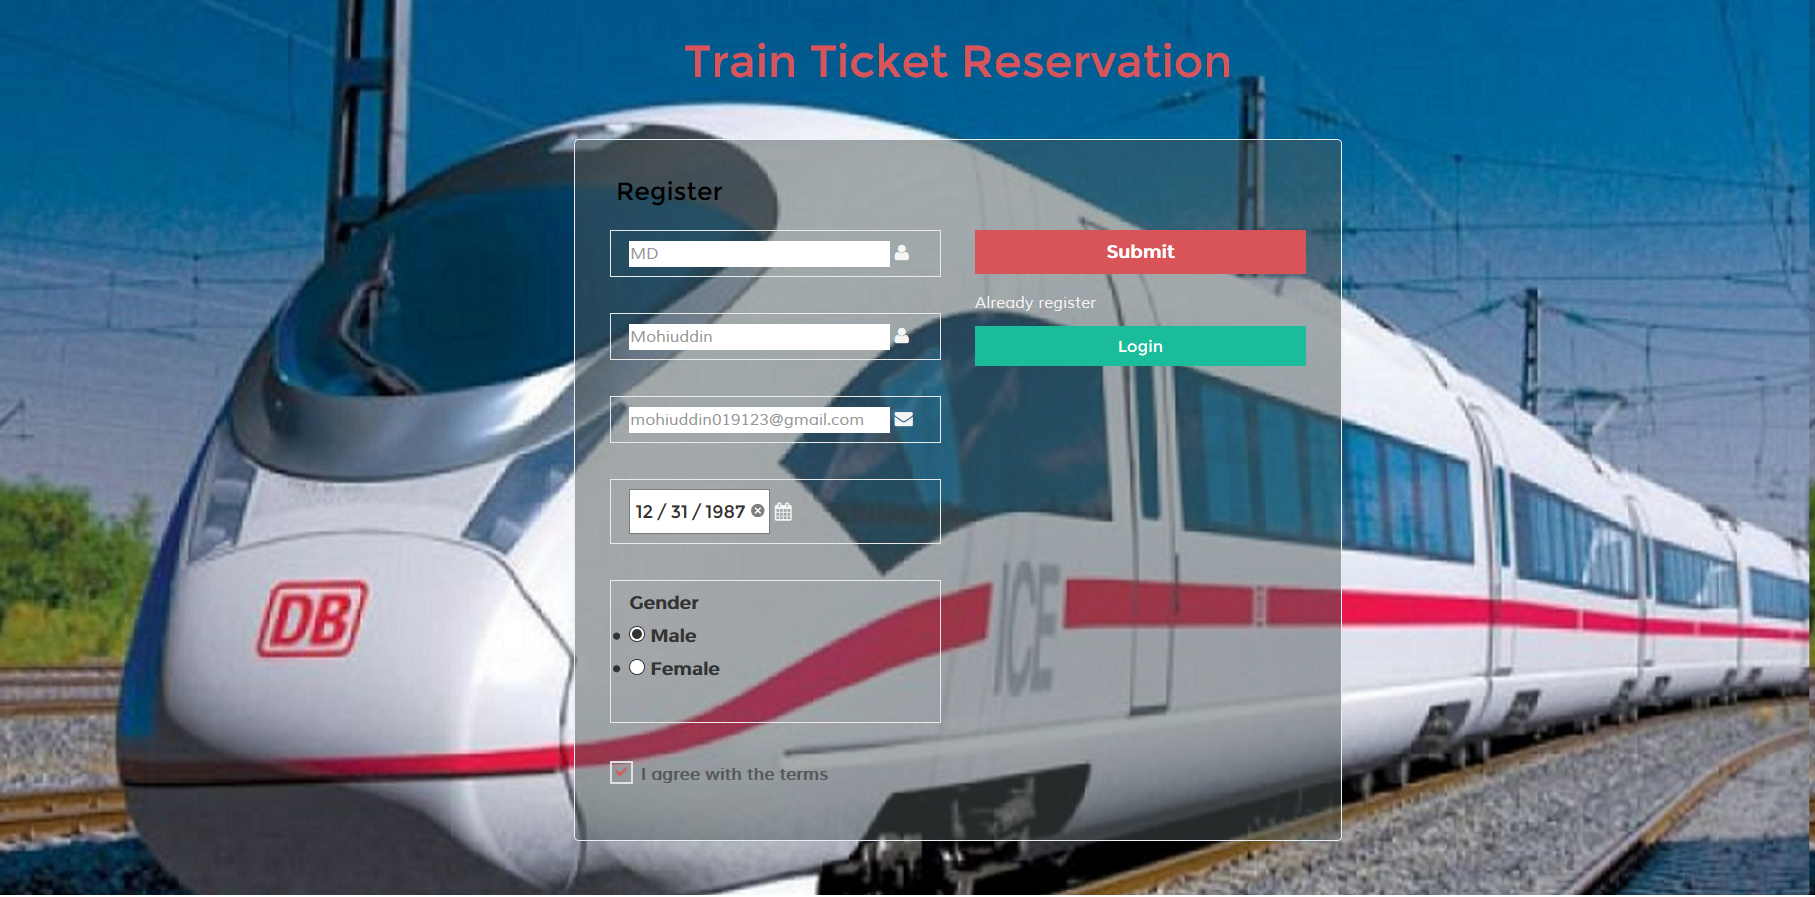 Train Ticket Reservation
Register
MD
Mohiuddin
mohiuddin019123@gmail.com
12 / 31 / 1987
Gender
Male
Female
I agree with the terms
Submit
Already register
Login
DB
ICE